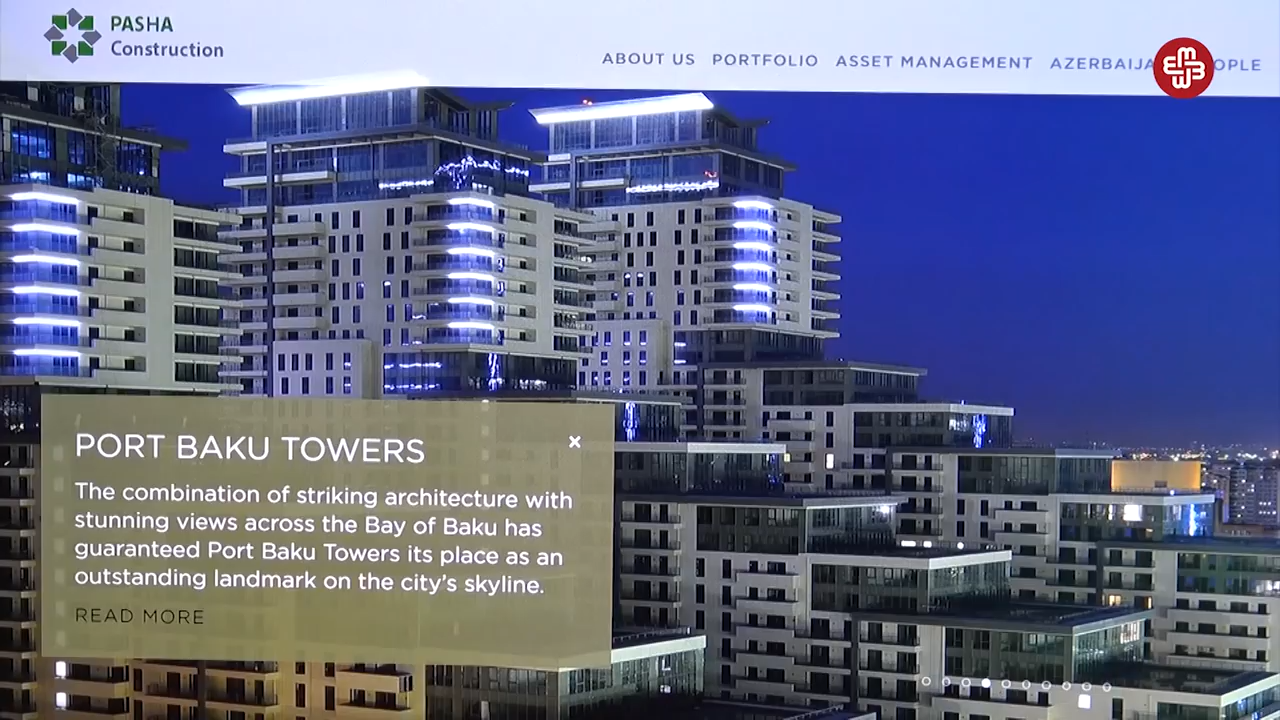 PASHA
Construction
ABOUT US PORTFOLIO ASSET MANAGEMENT OPLE
PORT BAKU TOWERS ×
The combination of striking architecture with
stunning views across the Bay of Baku has
guaranteed Port Baku Towers its place as an
outstanding landmark on the city's skyline.
READ MORE